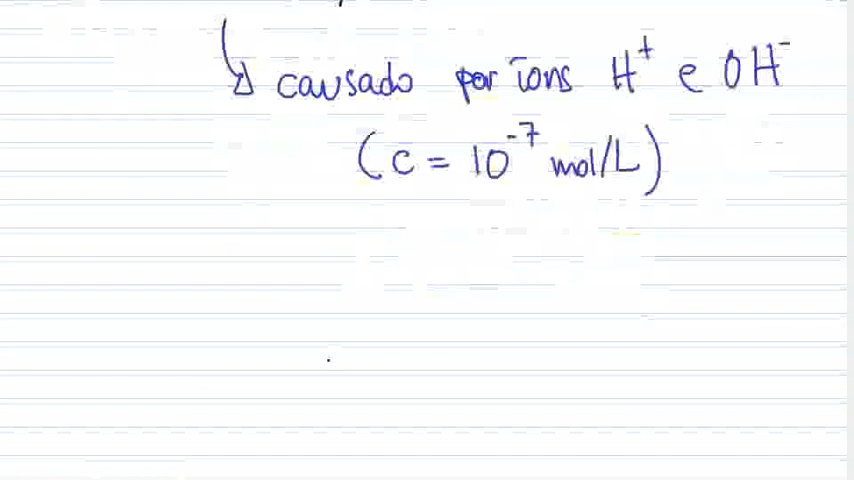 causado por íons H⁺ e OH⁻
(c = 10⁻⁷ mol/L)